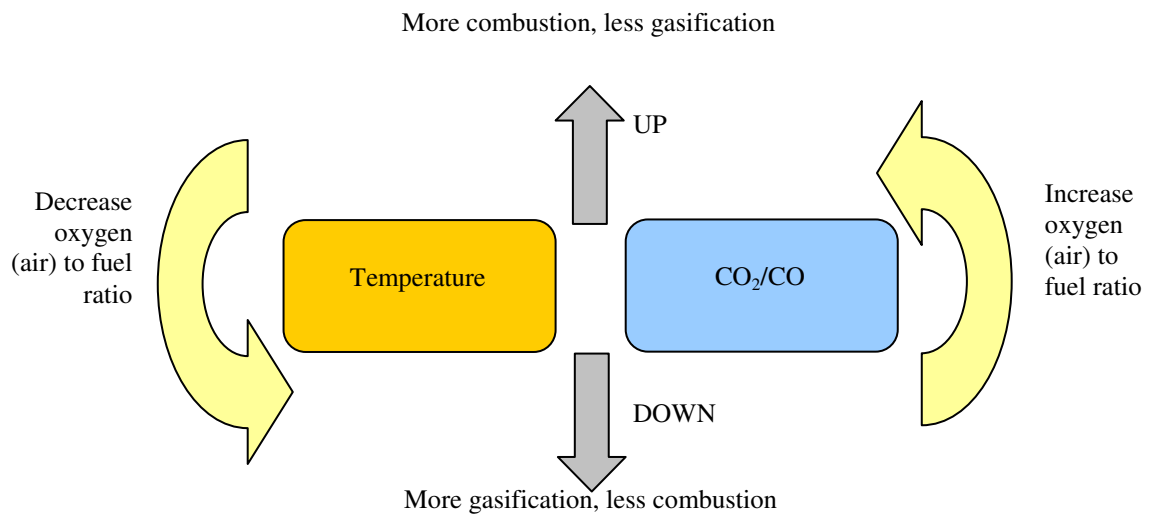 More combustion, less gasification
UP
Decrease
oxygen
(air) to fuel
ratio
Temperature
CO₂/CO
Increase
oxygen
(air) to
fuel ratio
DOWN
More gasification, less combustion